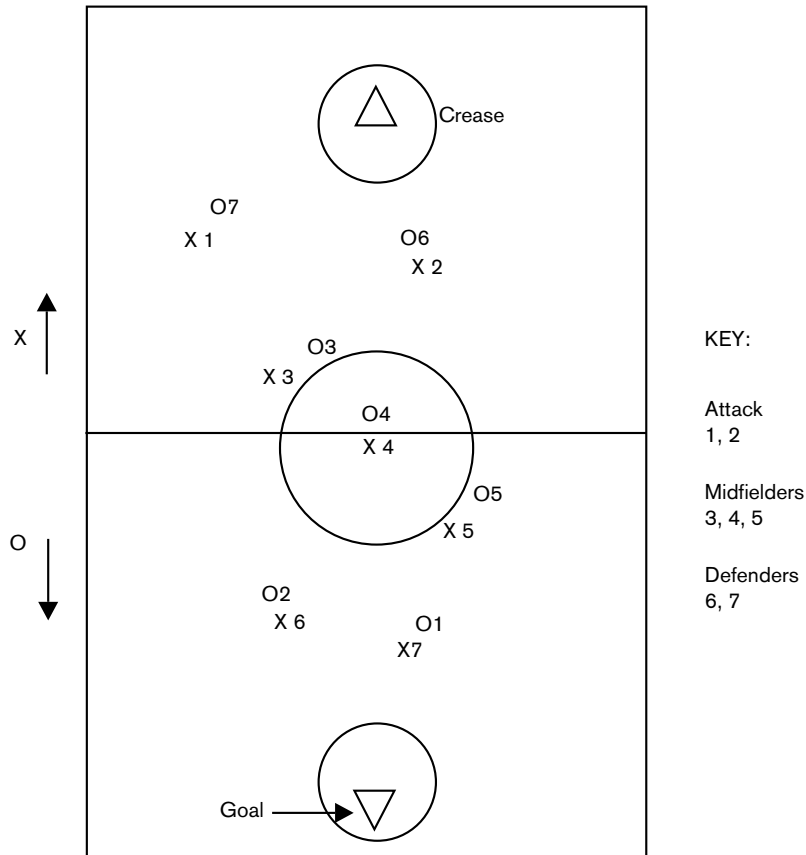 Crease
O7
X 1
O6
X 2
X
O3
X 3
KEY:
O4
X 4
Attack
1, 2
O5
X 5
Midfielders
3, 4, 5
O
O2
X 6
O1
X7
Defenders
6, 7
Goal